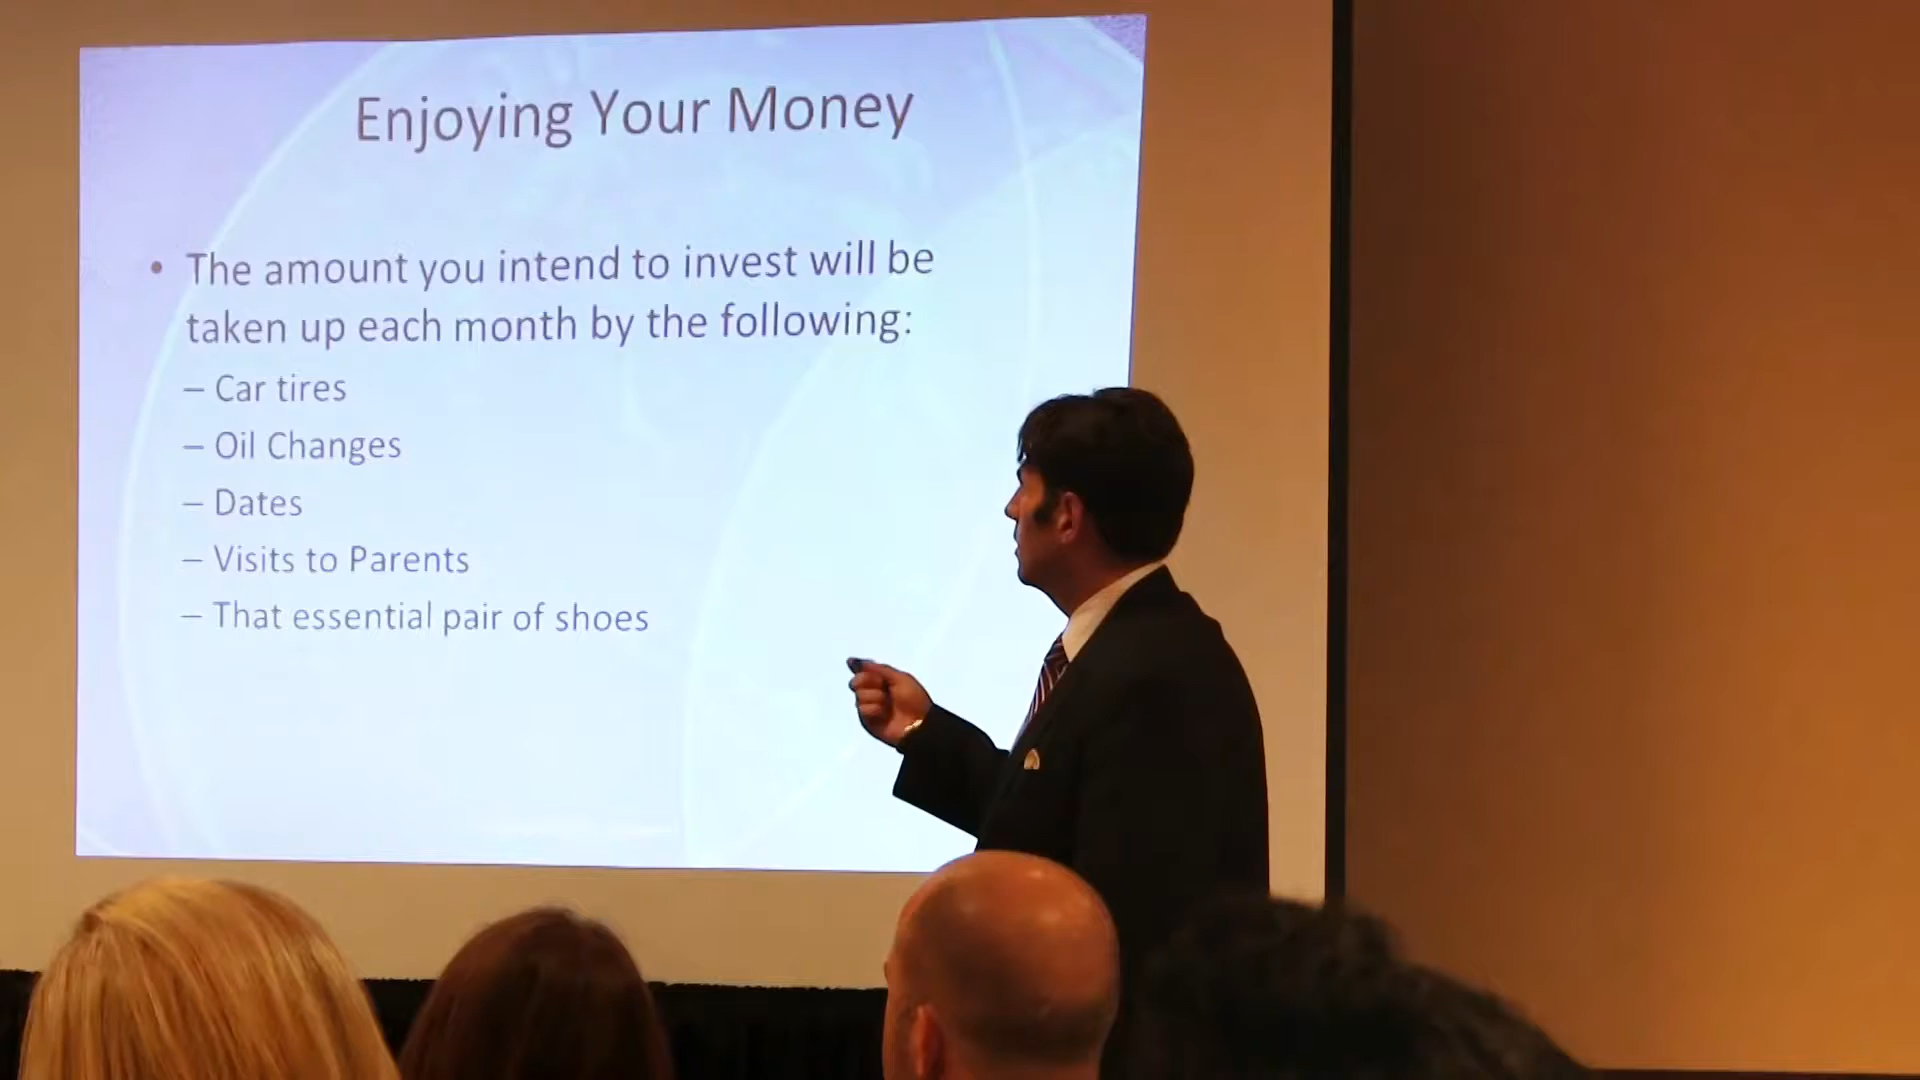 Enjoying Your Money
• The amount you intend to invest will be
taken up each month by the following:
– Car tires
– Oil Changes
– Dates
– Visits to Parents
– That essential pair of shoes